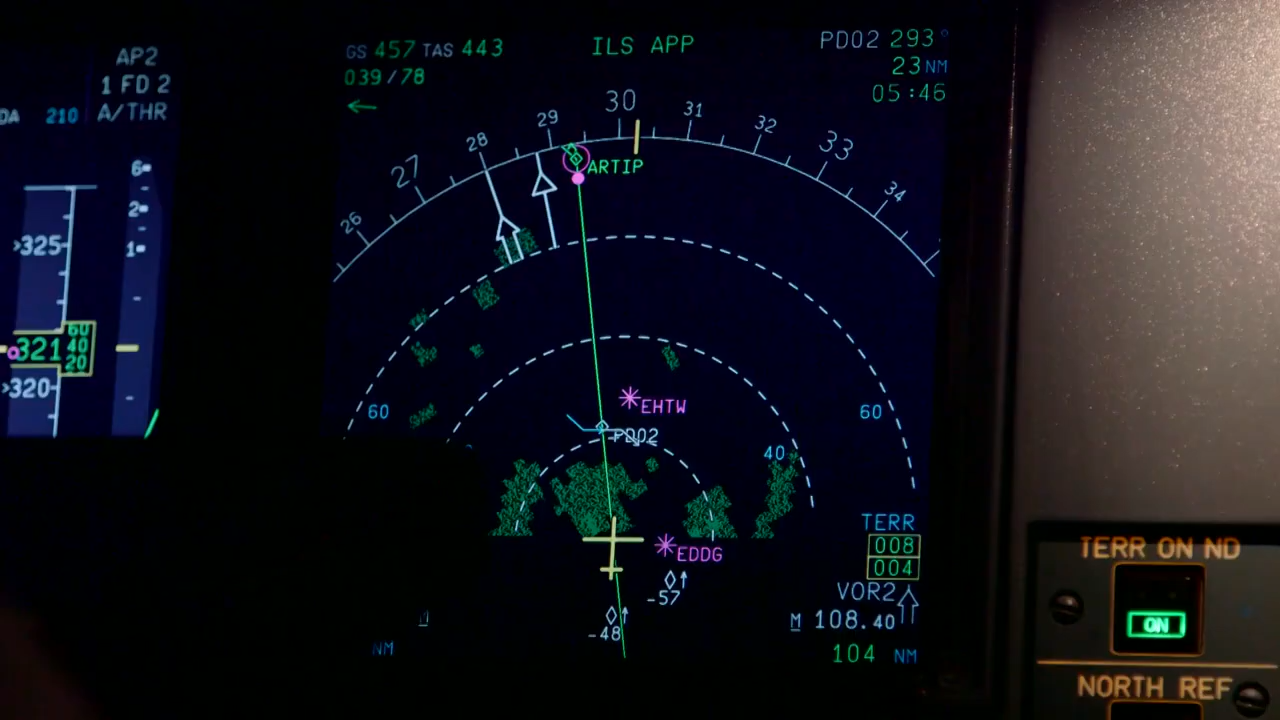 AP2
1 FD 2
A/THR
DA 210
6
2
1
325
321
60
40
20
320
GS 457 TAS 443
039/78
ILS APP
PD02 293°
23 NM
05:46
26
27
28
29
30
31
32
33
34
ARTIP
60
60
EHTW
PD02
40
EDDG
-57
-48
NM
TERR
008
004
VOR2
M 108.40
104 NM
TERR ON ND
ON
NORTH REF